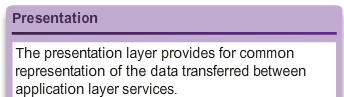 Presentation
The presentation layer provides for common
representation of the data transferred between
application layer services.